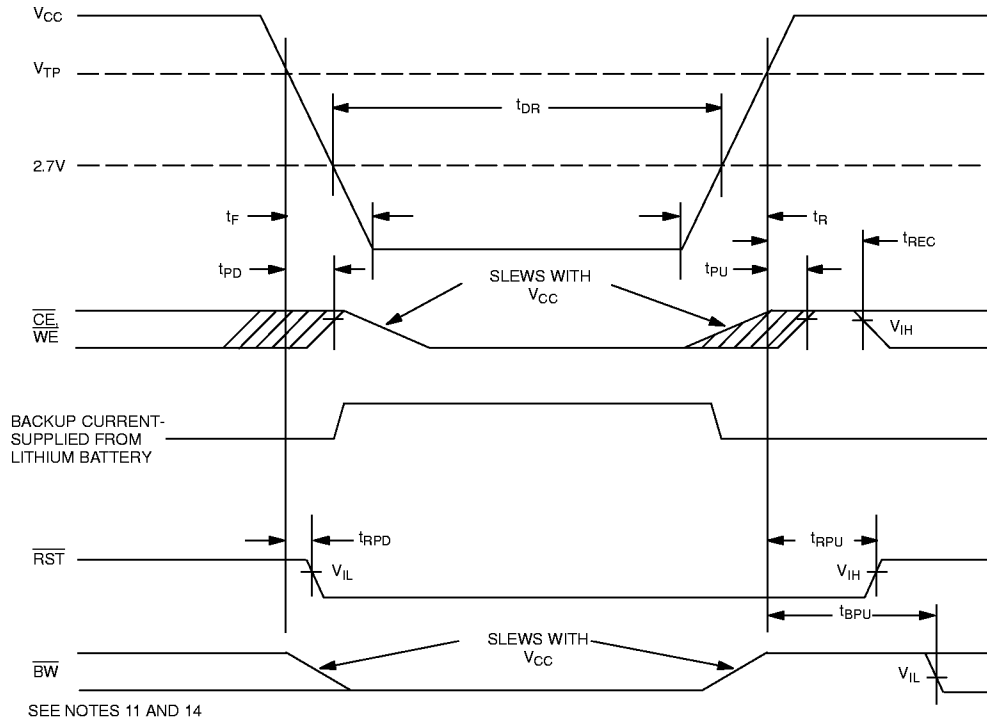 VCC
VTP
tDR
2.7V
tF
tR
tREC
tPD
tPU
SLEWS WITH
VCC
CE,
WE
VIH
BACKUP CURRENT-
SUPPLIED FROM
LITHIUM BATTERY
tRPD
tRPU
RST
VIL
VIH
tBPU
SLEWS WITH
VCC
BW
VIL
SEE NOTES 11 AND 14